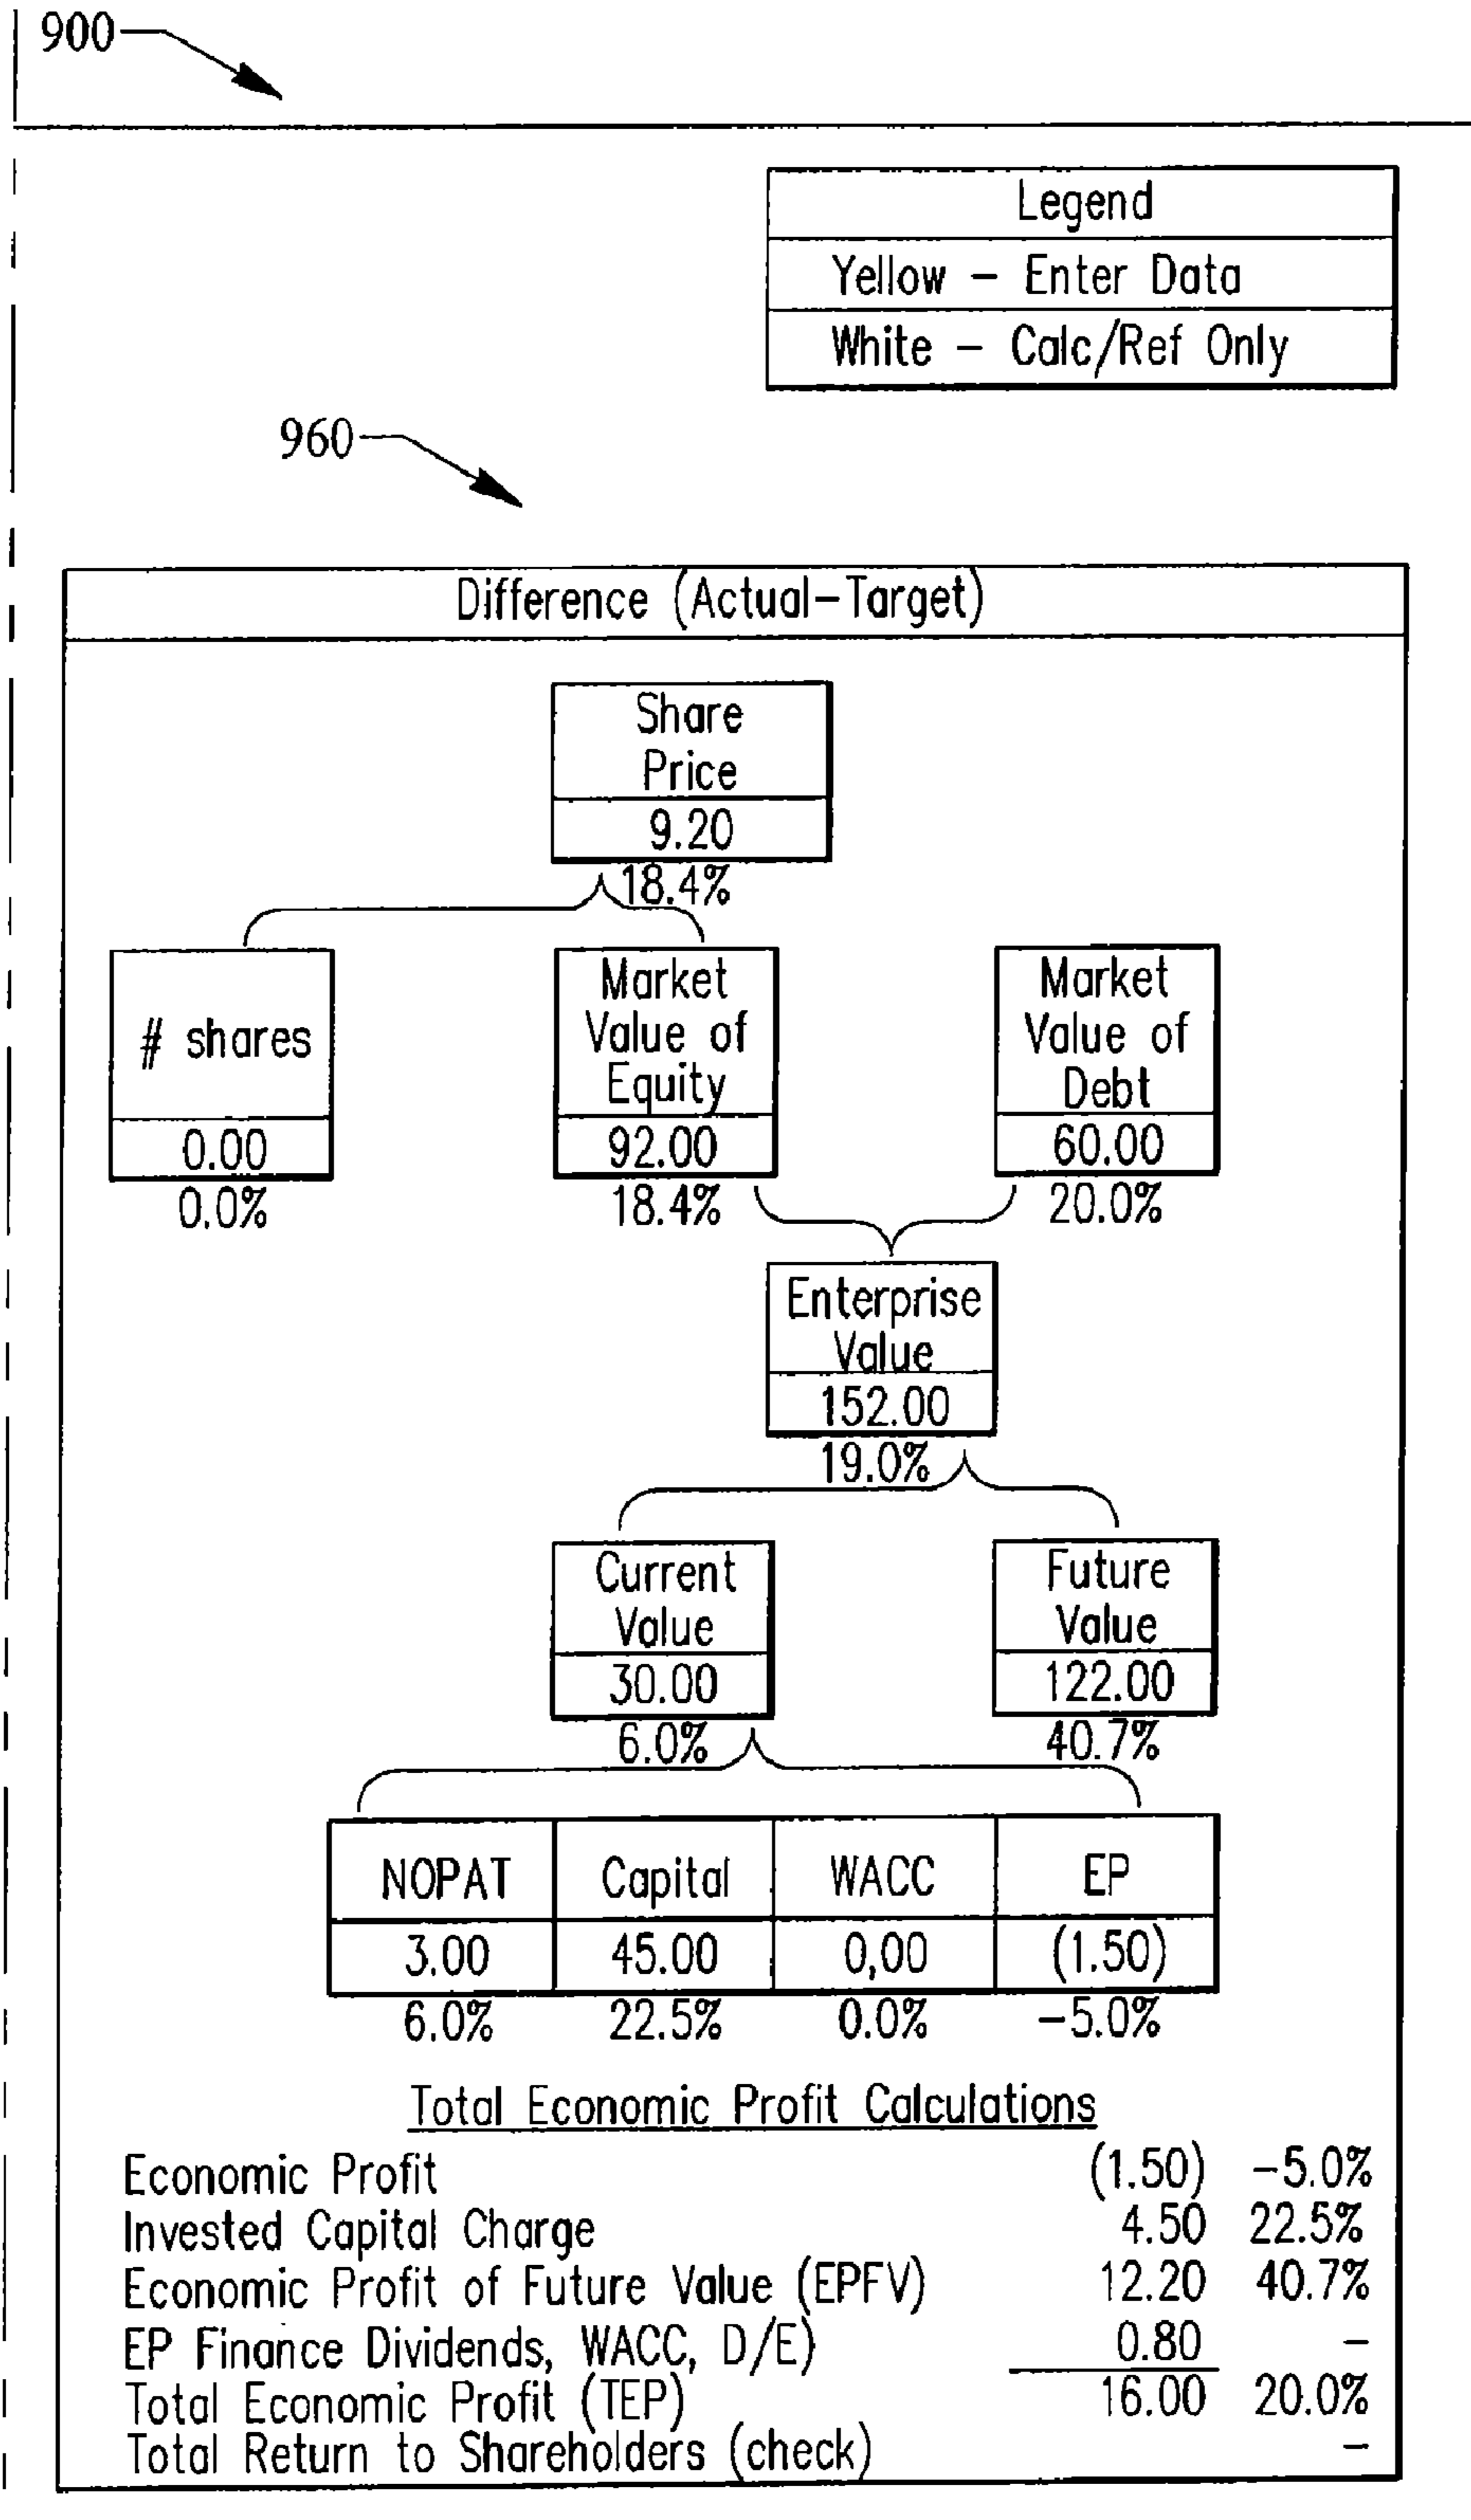 900
Legend
Yellow – Enter Data
White – Calc/Ref Only
960
Difference (Actual–Target)
Share
Price
9.20
18.4%
# shares
0.00
0.0%
Market
Value of
Equity
92.00
18.4%
Market
Value of
Debt
60.00
20.0%
Enterprise
Value
152.00
19.0%
Current
Value
30.00
6.0%
Future
Value
122.00
40.7%
NOPAT Capital WACC EP
3.00 45.00 0,00 (1.50)
6.0% 22.5% 0.0% –5.0%
Total Economic Profit Calculations
Economic Profit (1.50) –5.0%
Invested Capital Charge 4.50 22.5%
Economic Profit of Future Value (EPFV) 12.20 40.7%
EP Finance Dividends, WACC, D/E) 0.80 –
Total Economic Profit (TEP) 16.00 20.0%
Total Return to Shareholders (check) –